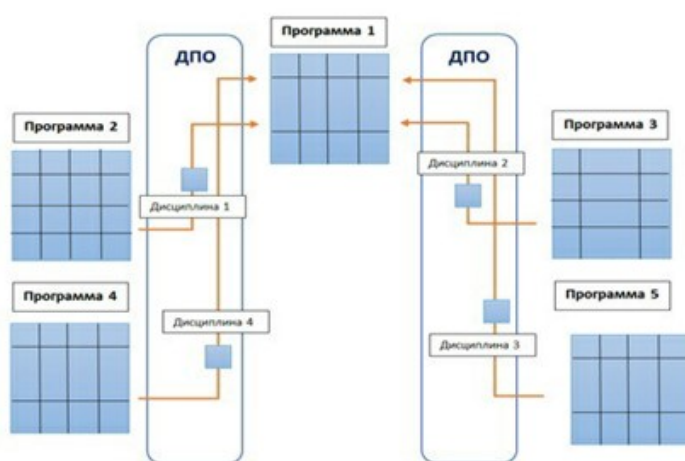 Программа 1
ДПО
ДПО
Программа 2
Программа 3
Дисциплина 2
Дисциплина 1
Программа 4
Программа 5
Дисциплина 4
Дисциплина 3